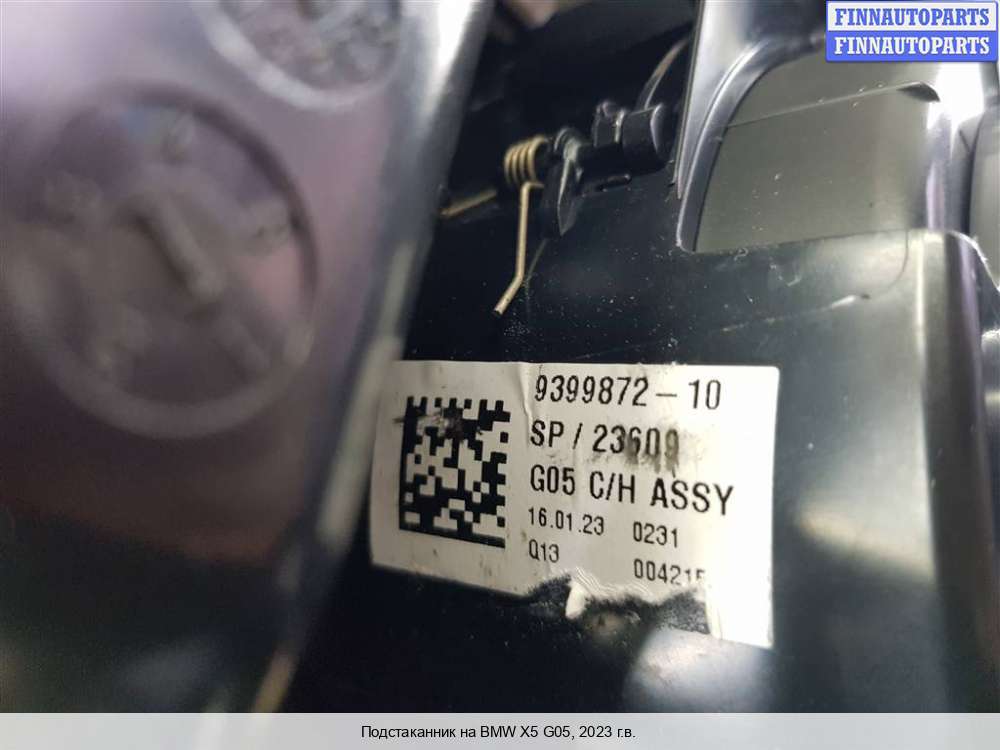 FINNAUTOPARTS
FINNAUTOPARTS
9399872-10
SP / 23609
G05 C/H ASSY
16.01.23 0231
Q13
Подстаканник на BMW X5 G05, 2023 г.в.